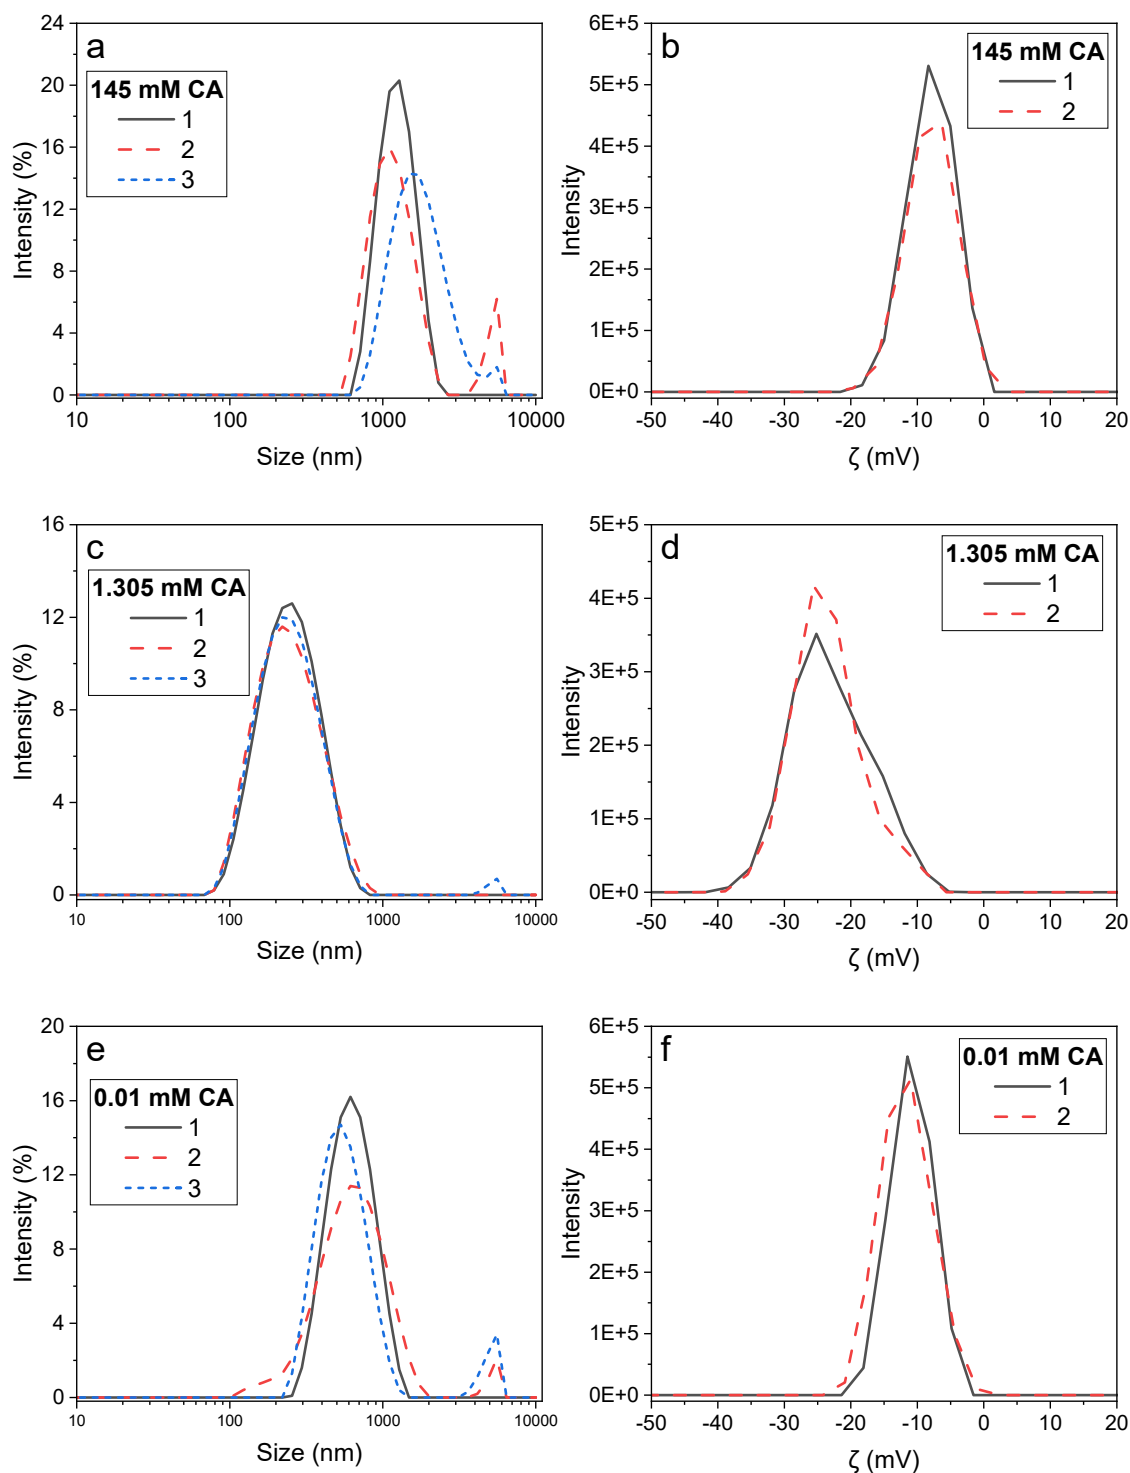 a
145 mM CA
1
2
3
24
20
16
12
8
4
0
Intensity (%)
10
100
1000
10000
Size (nm)
b
145 mM CA
1
2
6E+5
5E+5
4E+5
3E+5
2E+5
1E+5
0E+0
Intensity
-50
-40
-30
-20
-10
0
10
20
ζ (mV)
c
1.305 mM CA
1
2
3
16
12
8
4
0
Intensity (%)
10
100
1000
10000
Size (nm)
d
1.305 mM CA
1
2
5E+5
4E+5
3E+5
2E+5
1E+5
0E+0
Intensity
-50
-40
-30
-20
-10
0
10
20
ζ (mV)
e
0.01 mM CA
1
2
3
20
16
12
8
4
0
Intensity (%)
10
100
1000
10000
Size (nm)
f
0.01 mM CA
1
2
6E+5
5E+5
4E+5
3E+5
2E+5
1E+5
0E+0
Intensity
-50
-40
-30
-20
-10
0
10
20
ζ (mV)